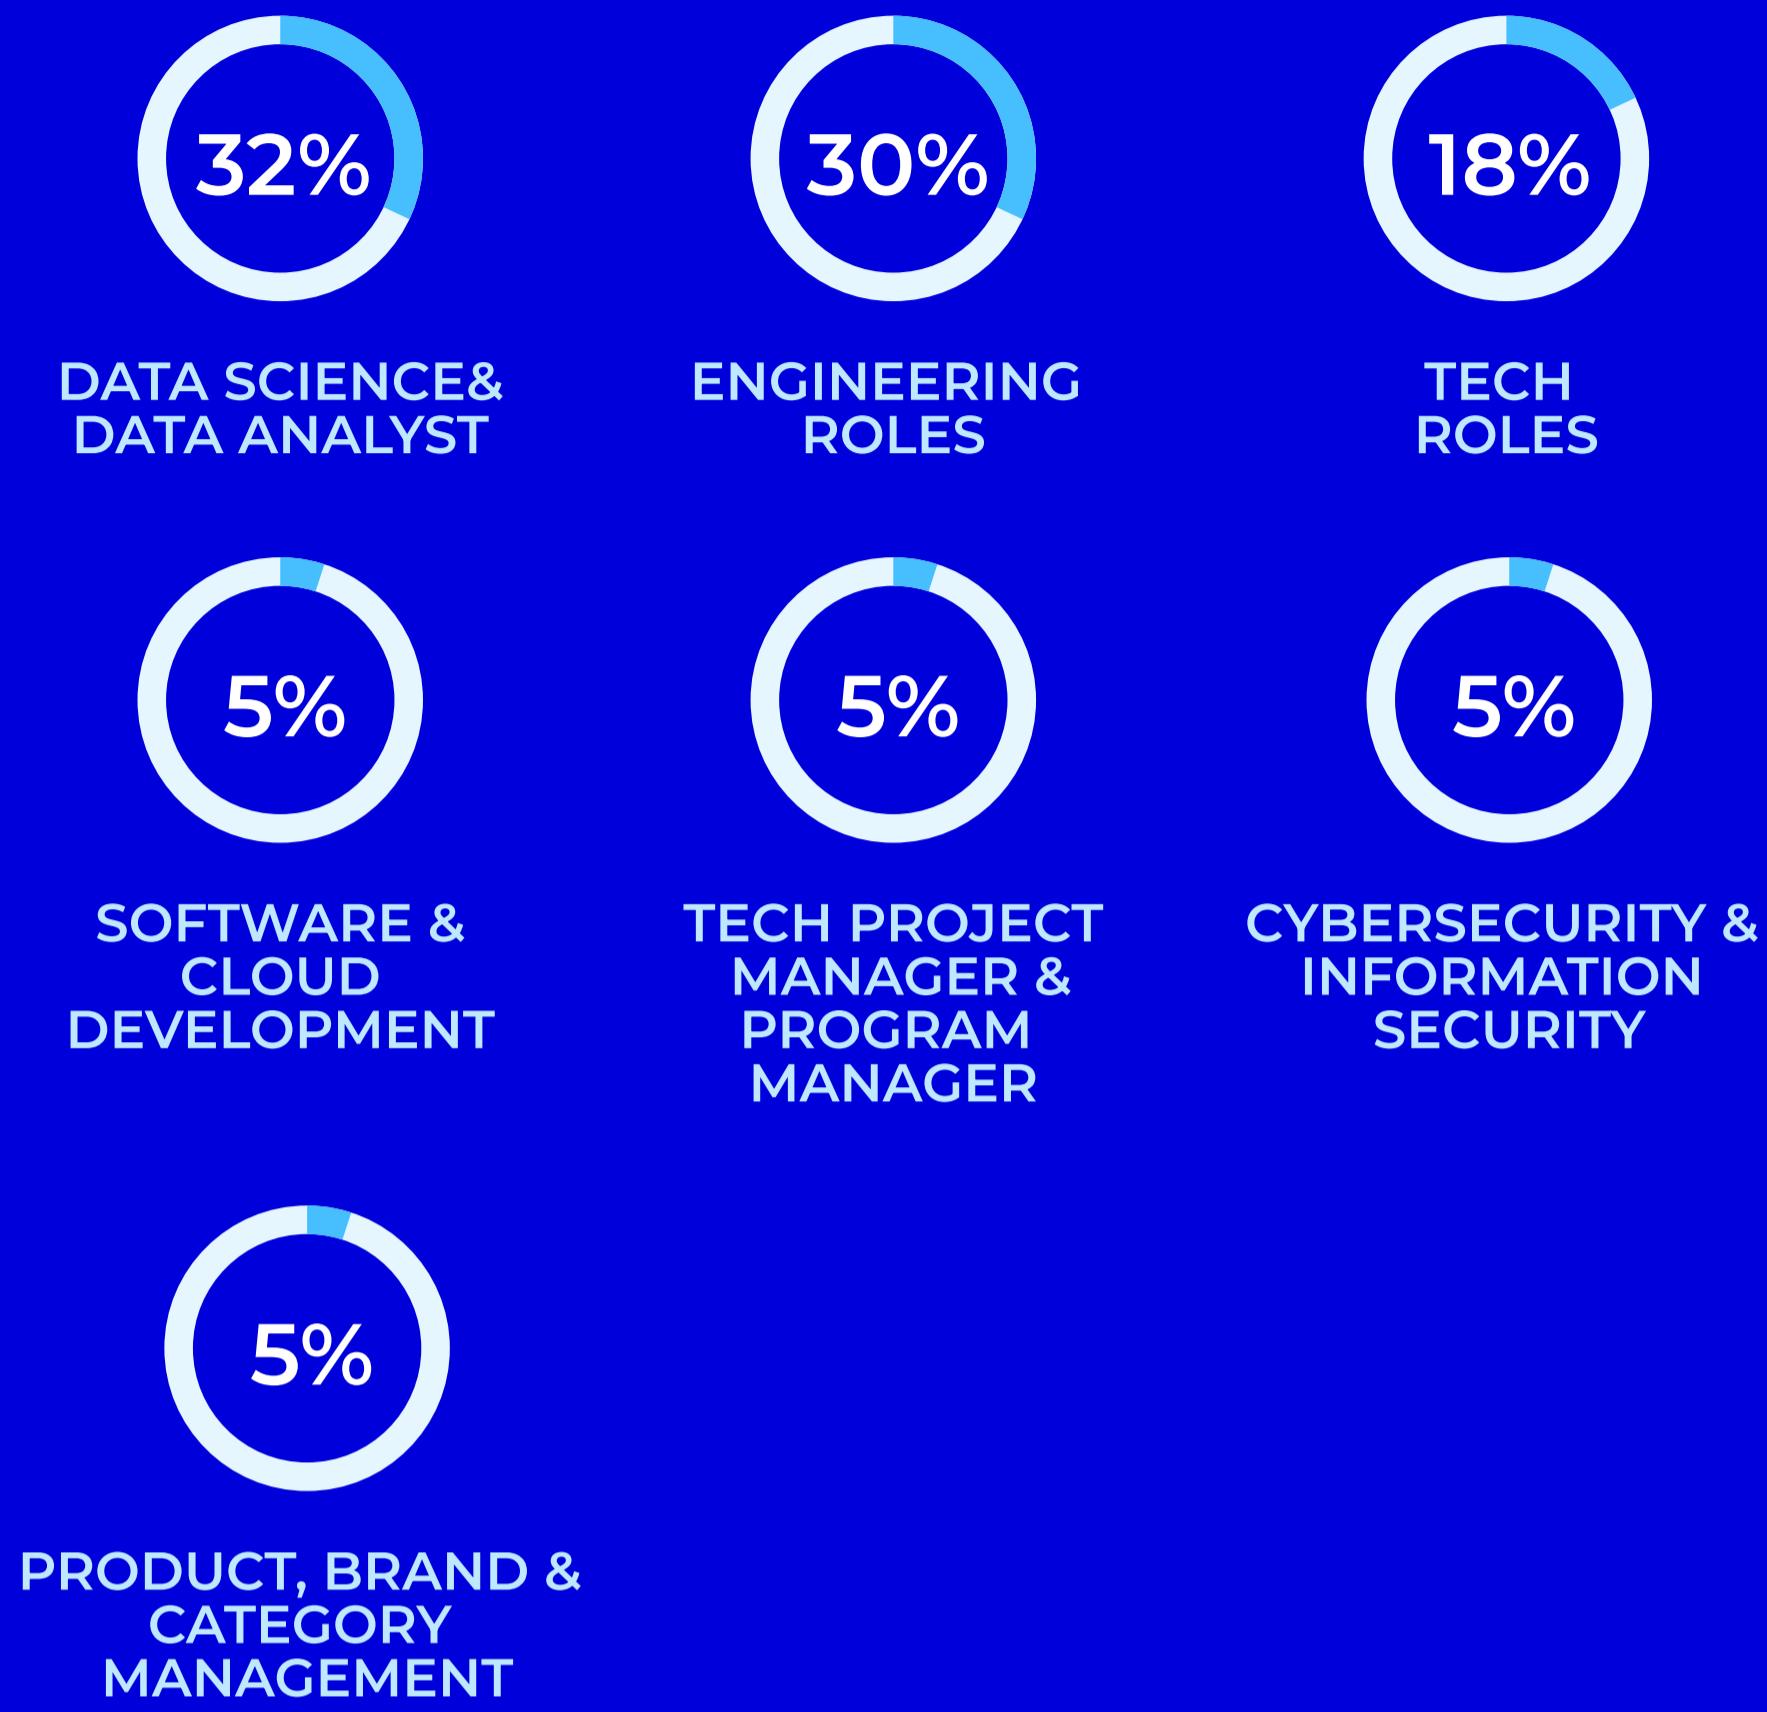 32%
DATA SCIENCE&
DATA ANALYST
30%
ENGINEERING
ROLES
18%
TECH
ROLES
5%
SOFTWARE &
CLOUD
DEVELOPMENT
5%
TECH PROJECT
MANAGER &
PROGRAM
MANAGER
5%
CYBERSECURITY &
INFORMATION
SECURITY
5%
PRODUCT, BRAND &
CATEGORY
MANAGEMENT